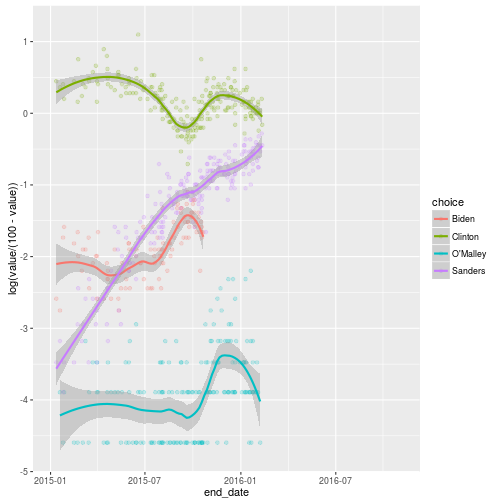 1
0
-1
-2
-3
-4
-5
log(value/(100 - value))
2015-01
2015-07
2016-01
2016-07
end_date
choice
Biden
Clinton
O'Malley
Sanders